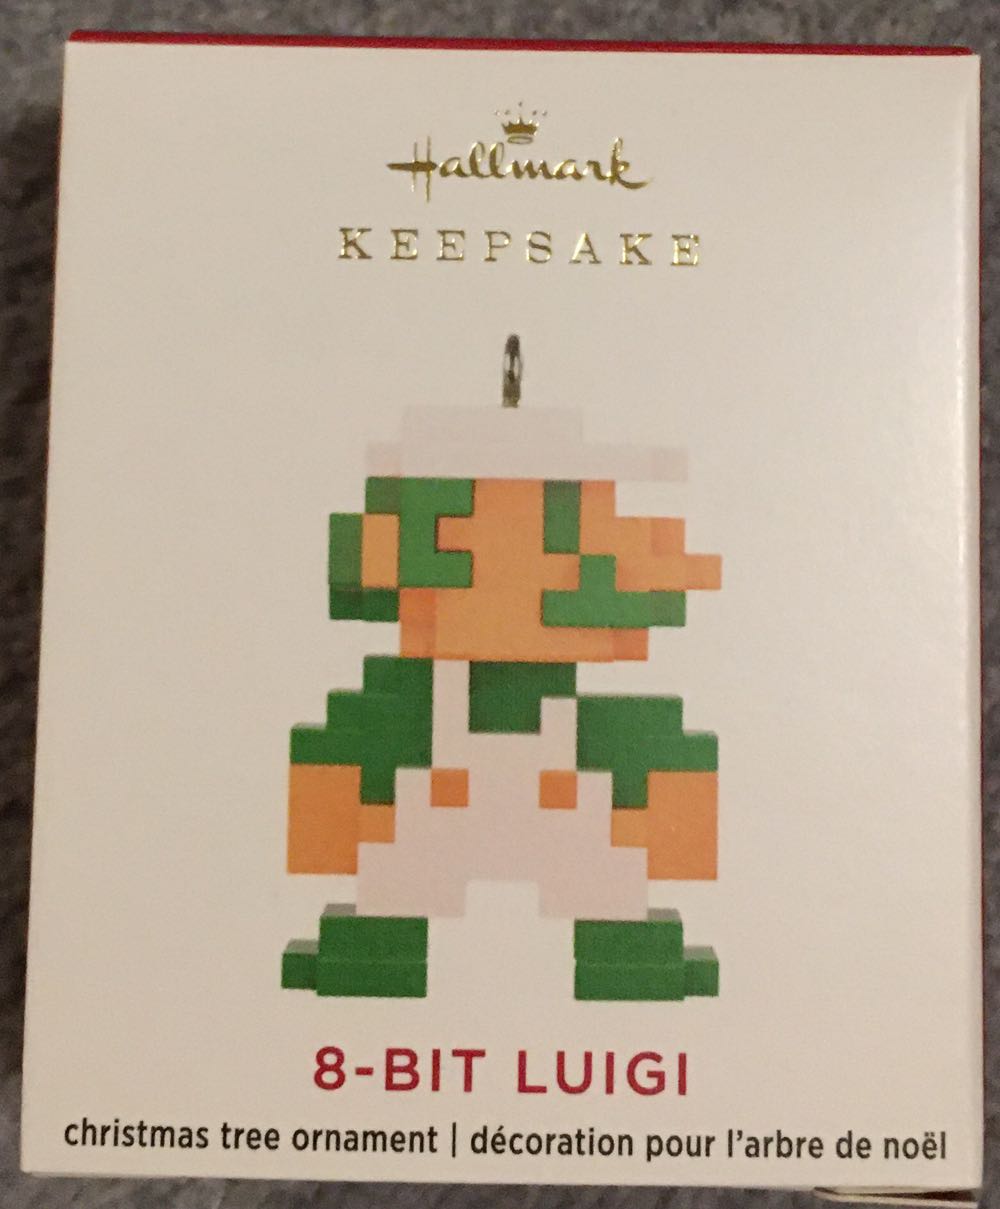 Hallmark
KEEPSAKE
8-BIT LUIGI
christmas tree ornament | décoration pour l'arbre de noël